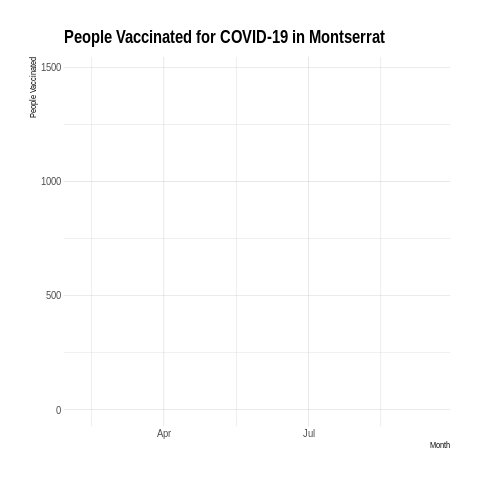 People Vaccinated for COVID-19 in Montserrat
People Vaccinated
1500
1000
500
0
Apr Jul
Month